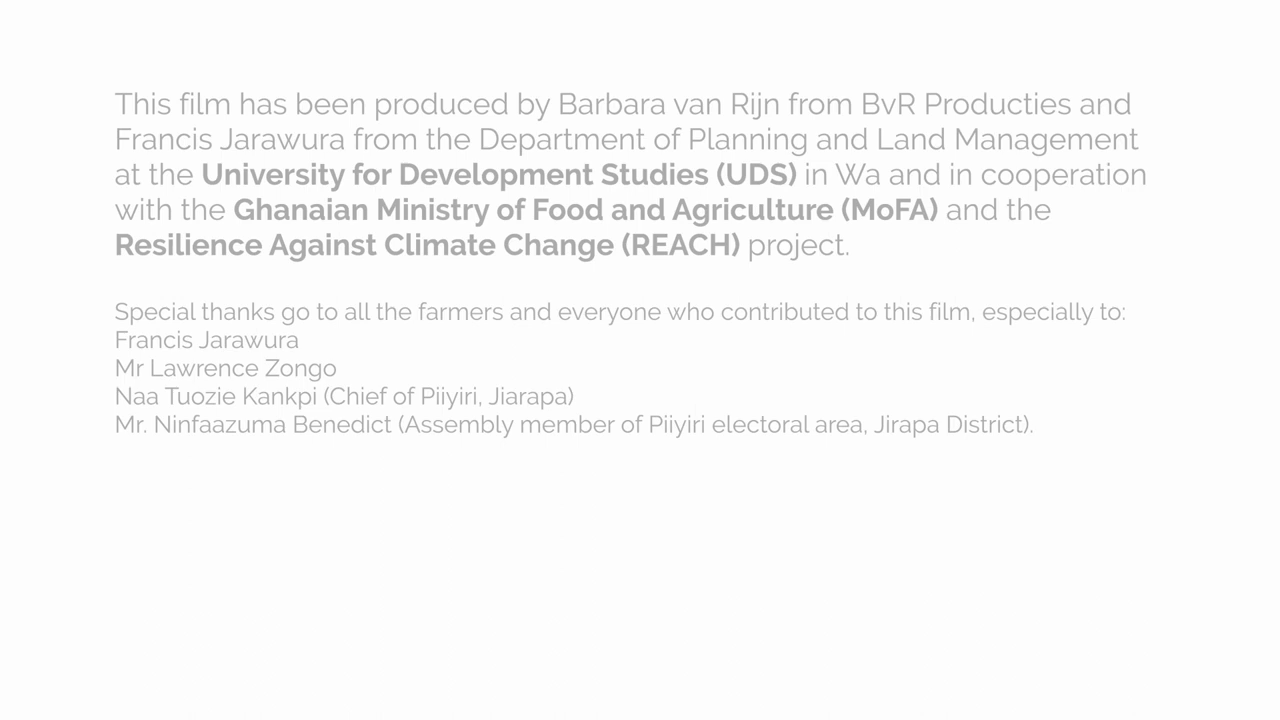 This film has been produced by Barbara van Rijn from BvR Producties and
Francis Jarawura from the Department of Planning and Land Management
at the University for Development Studies (UDS) in Wa and in cooperation
with the Ghanaian Ministry of Food and Agriculture (MoFA) and the
Resilience Against Climate Change (REACH) project.
Special thanks go to all the farmers and everyone who contributed to this film, especially to:
Francis Jarawura
Mr Lawrence Zongo
Naa Tuozie Kankpi (Chief of Piiyiri, Jiarapa)
Mr. Ninfaazuma Benedict (Assembly member of Piiyiri electoral area, Jirapa District).